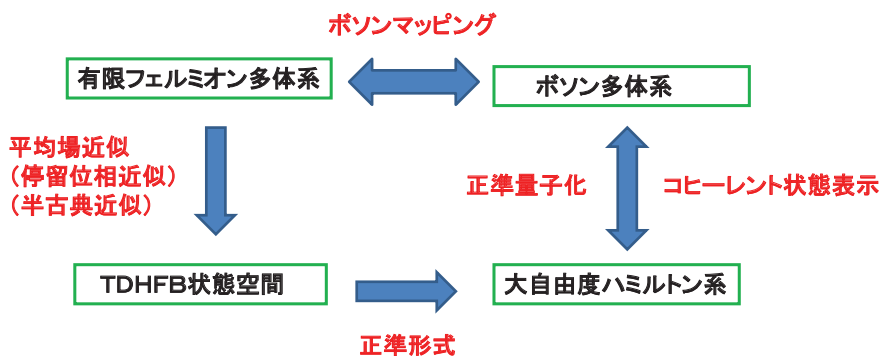 ボソンマッピング
有限フェルミオン多体系
ボソン多体系
平均場近似
(停留位相近似)
(半古典近似)
正準量子化
コヒーレント状態表示
TDHFB状態空間
大自由度ハミルトン系
正準形式